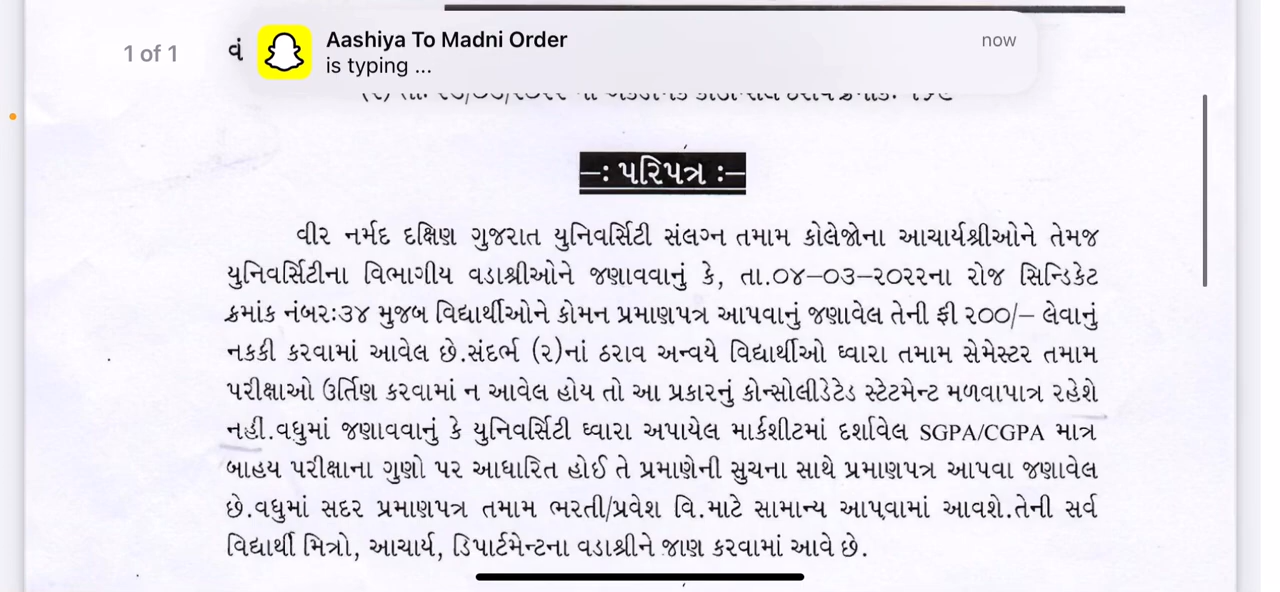 1 of 1
વં
Aashiya To Madni Order
now
is typing ...
–: પરિપત્ર :–
વીર નર્મદ દક્ષિણ ગુજરાત યુનિવર્સિટી સંલગ્ન તમામ કોલેજોના આચાર્યશ્રીઓને તેમજ
યુનિવર્સિટીના વિભાગીય વડાશ્રીઓને જણાવવાનું કે, તા.૦૪–૦૩–૨૦૨૨ના રોજ સિન્ડિકેટ
ક્રમાંક નંબર:૩૪ મુજબ વિદ્યાર્થીઓને કોમન પ્રમાણપત્ર આપવાનું જણાવેલ તેની ફી ૨૦૦/– લેવાનું
નકકી કરવામાં આવેલ છે.સંદર્ભ (૨)નાં ઠરાવ અન્વયે વિદ્યાર્થીઓ ધ્વારા તમામ સેમેસ્ટર તમામ
પરીક્ષાઓ ઉર્તિણ કરવામાં ન આવેલ હોય તો આ પ્રકારનું કોન્સોલીડેટેડ સ્ટેટમેન્ટ મળવાપાત્ર રહેશે
નહી.વધુમાં જણાવવાનું કે યુનિવર્સિટી ધ્વારા અપાયેલ માર્કશીટમાં દર્શાવેલ SGPA/CGPA માત્ર
બાહય પરીક્ષાના ગુણો પર આધારિત હોઈ તે પ્રમાણેની સુચના સાથે પ્રમાણપત્ર આપવા જણાવેલ
છે.વધુમાં સદર પ્રમાણપત્ર તમામ ભરતી/પ્રવેશ વિ.માટે સામાન્ય આપવામાં આવશે.તેની સર્વ
વિદ્યાર્થી મિત્રો, આચાર્ય, ડિપાર્ટમેન્ટના વડાશ્રીને જાણ કરવામાં આવે છે.